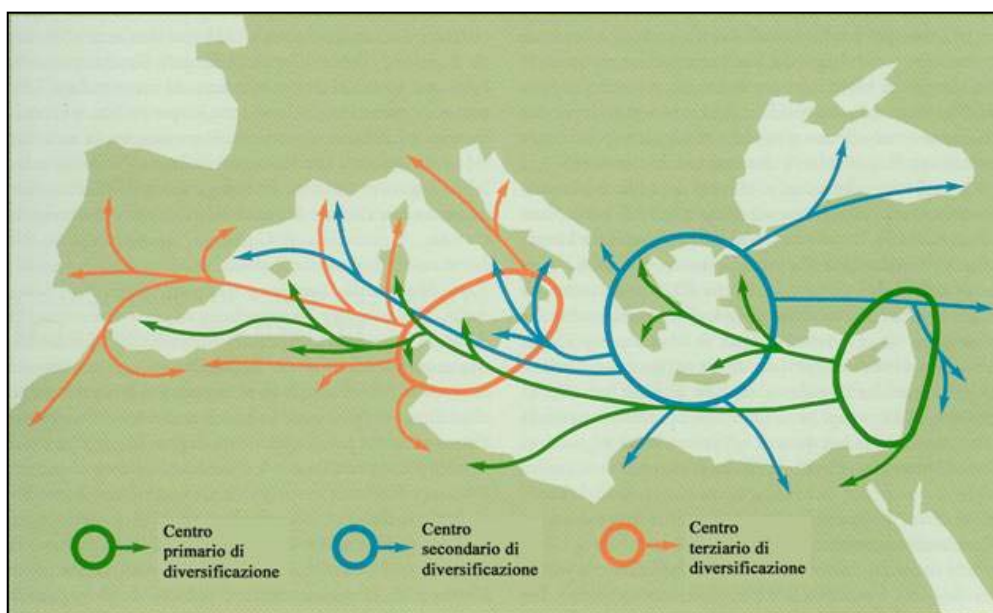 Centro
primario di
diversificazione
Centro
secondario di
diversificazione
Centro
terziario di
diversificazione